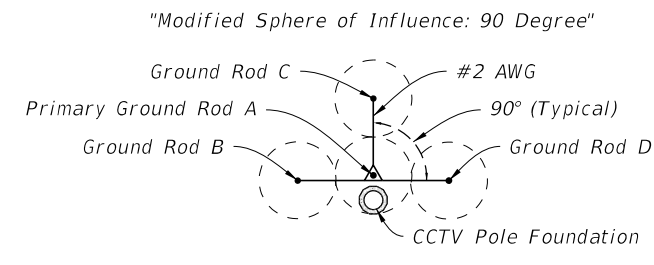 "Modified Sphere of Influence: 90 Degree"
Ground Rod C
#2 AWG
Primary Ground Rod A
90° (Typical)
Ground Rod B
Ground Rod D
CCTV Pole Foundation